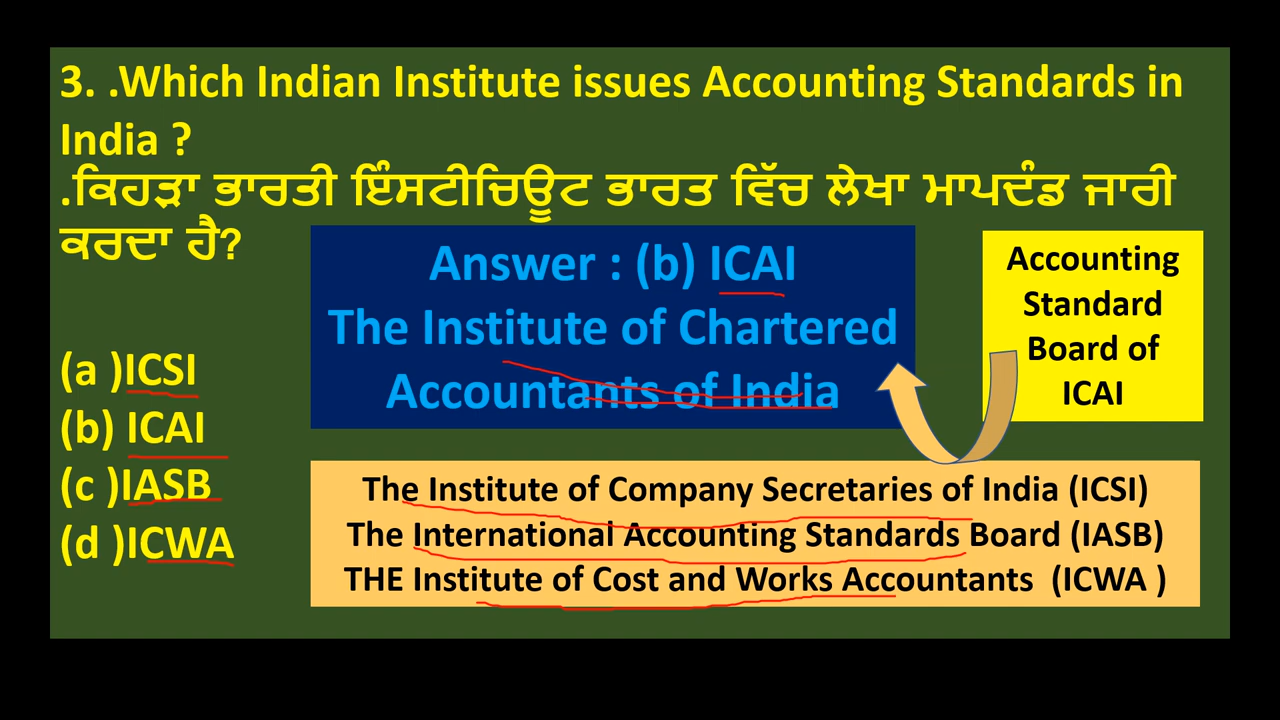 3. .Which Indian Institute issues Accounting Standards in
India ?
.ਕਿਹੜਾ ਭਾਰਤੀ ਇੰਸਟੀਚਿਊਟ ਭਾਰਤ ਵਿੱਚ ਲੇਖਾ ਮਾਪਦੰਡ ਜਾਰੀ
ਕਰਦਾ ਹੈ?
(a )ICSI
(b) ICAI
(c )IASB
(d )ICWA
Answer : (b) ICAI
The Institute of Chartered
Accountants of India
Accounting
Standard
Board of
ICAI
The Institute of Company Secretaries of India (ICSI)
The International Accounting Standards Board (IASB)
THE Institute of Cost and Works Accountants (ICWA )